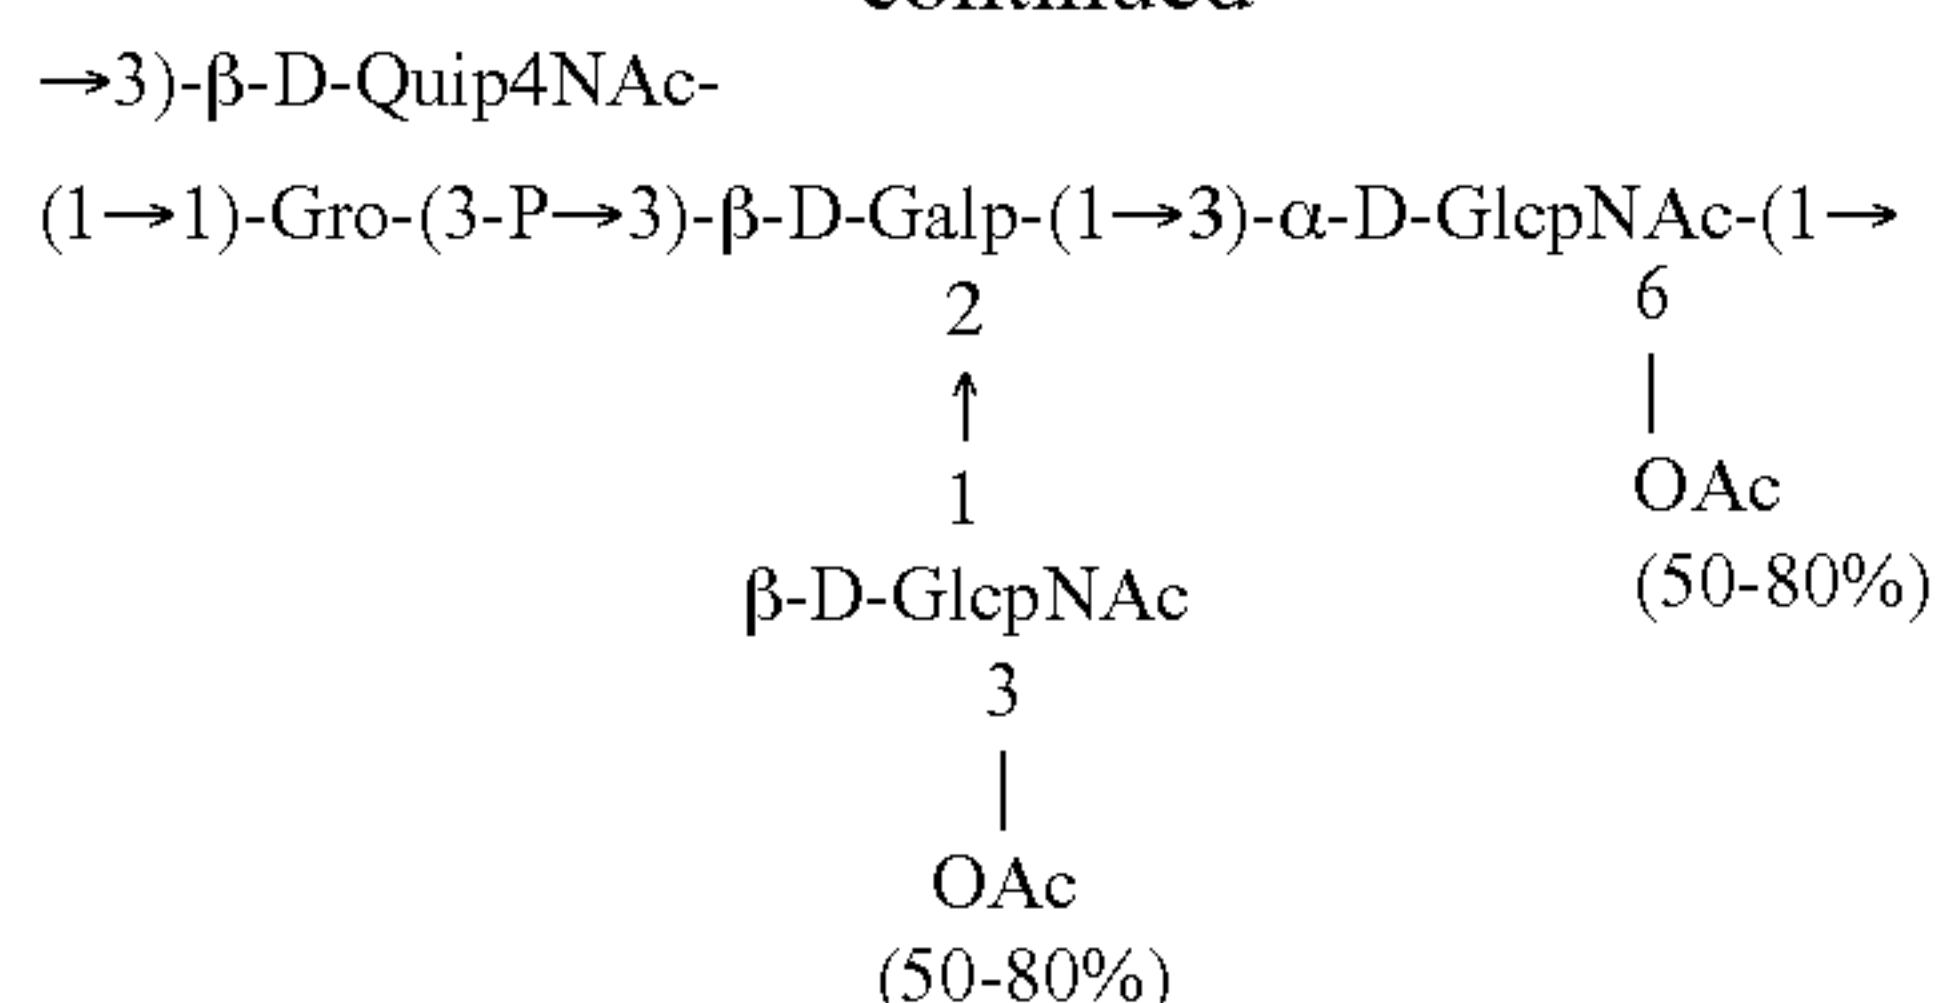 continued
→3)-β-D-Quip4NAc-
(1→1)-Gro-(3-P→3)-β-D-Galp-(1→3)-α-D-GlcpNAc-(1→
2 6
↑ |
1 OAc
β-D-GlcpNAc (50-80%)
3
|
OAc
(50-80%)